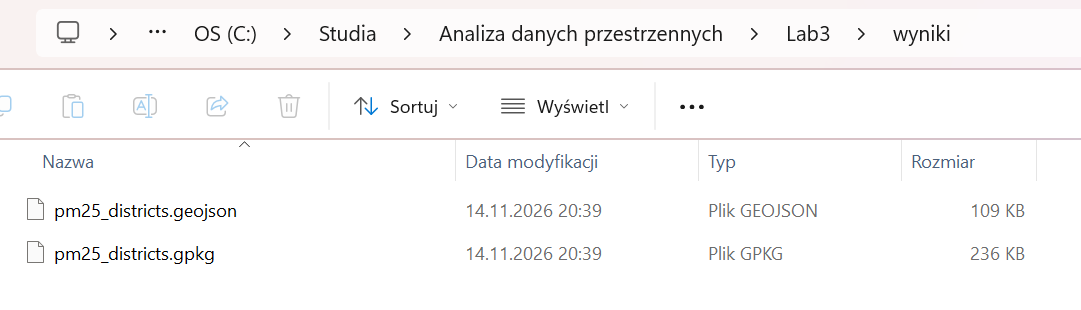 OS (C:) Studia Analiza danych przestrzennych Lab3 wyniki
Sortuj Wyświetl
Nazwa Data modyfikacji Typ Rozmiar
pm25_districts.geojson 14.11.2026 20:39 Plik GEOJSON 109 KB
pm25_districts.gpkg 14.11.2026 20:39 Plik GPKG 236 KB